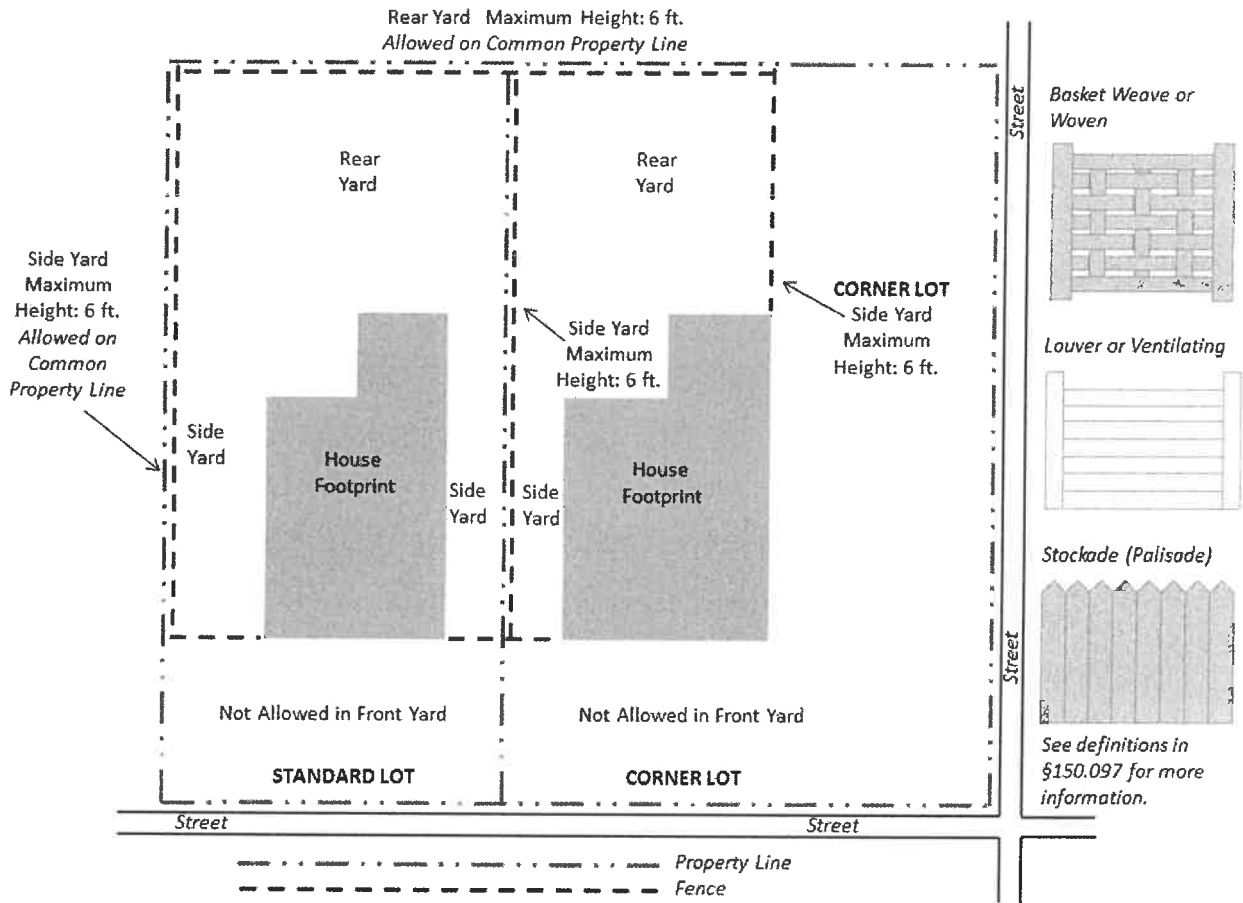 Rear Yard Maximum Height: 6 ft.
Allowed on Common Property Line
Street
Basket Weave or
Woven
Rear
Yard
Rear
Yard
Side Yard
Maximum
Height: 6 ft.
Allowed on
Common
Property Line
Side Yard
Maximum
Height: 6 ft.
CORNER LOT
Side Yard
Maximum
Height: 6 ft.
Louver or Ventilating
Side
Yard
House
Footprint
Side
Yard
Side
Yard
House
Footprint
Stockade (Palisade)
Street
Not Allowed in Front Yard
Not Allowed in Front Yard
STANDARD LOT
CORNER LOT
See definitions in
§150.097 for more
information.
Street
Street
Property Line
Fence